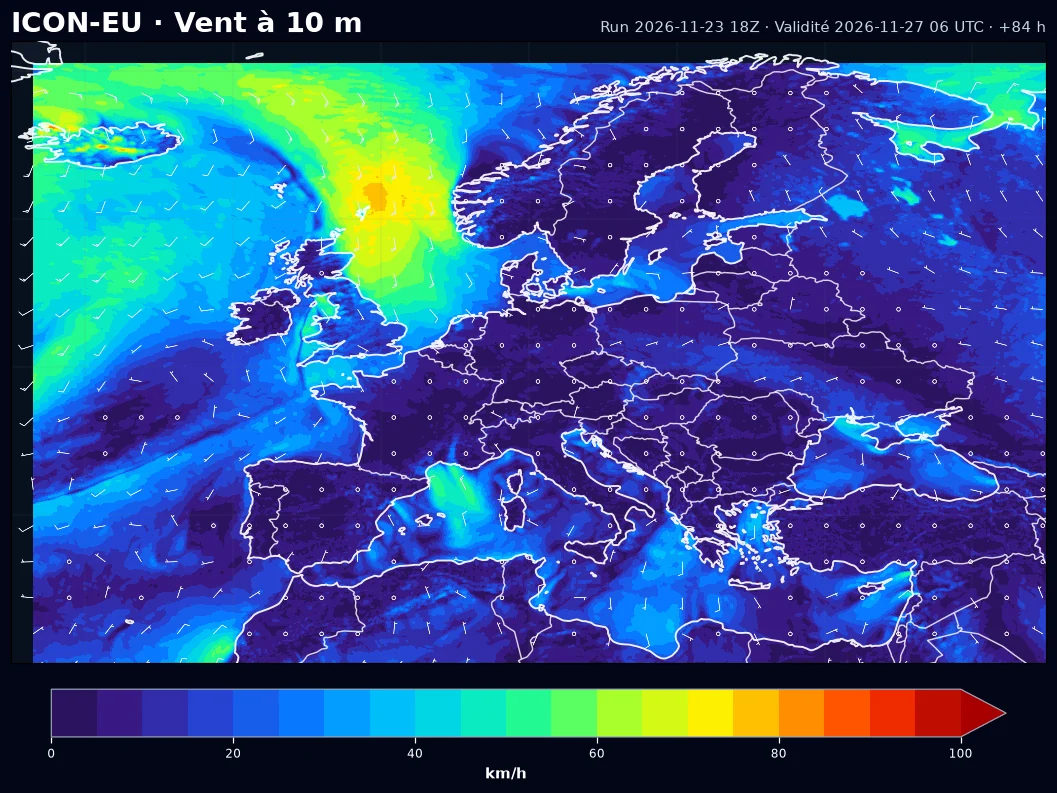 ICON-EU · Vent à 10 m
Run 2026-11-23 18Z · Validité 2026-11-27 06 UTC · +84 h
0 20 40 60 80 100
km/h